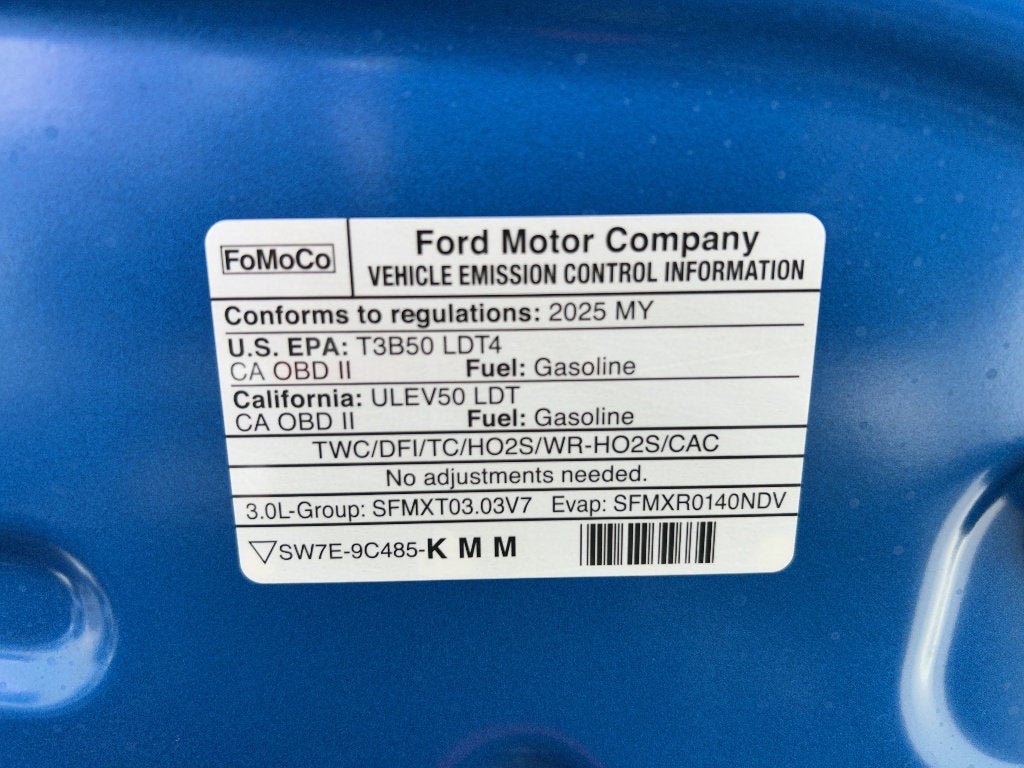 FoMoCo
Ford Motor Company
VEHICLE EMISSION CONTROL INFORMATION
Conforms to regulations: 2025 MY
U.S. EPA: T3B50 LDT4
CA OBD II Fuel: Gasoline
California: ULEV50 LDT
CA OBD II Fuel: Gasoline
TWC/DFI/TC/HO2S/WR-HO2S/CAC
No adjustments needed.
3.0L-Group: SFMXT03.03V7 Evap: SFMXR0140NDV
SW7E-9C485-K M M